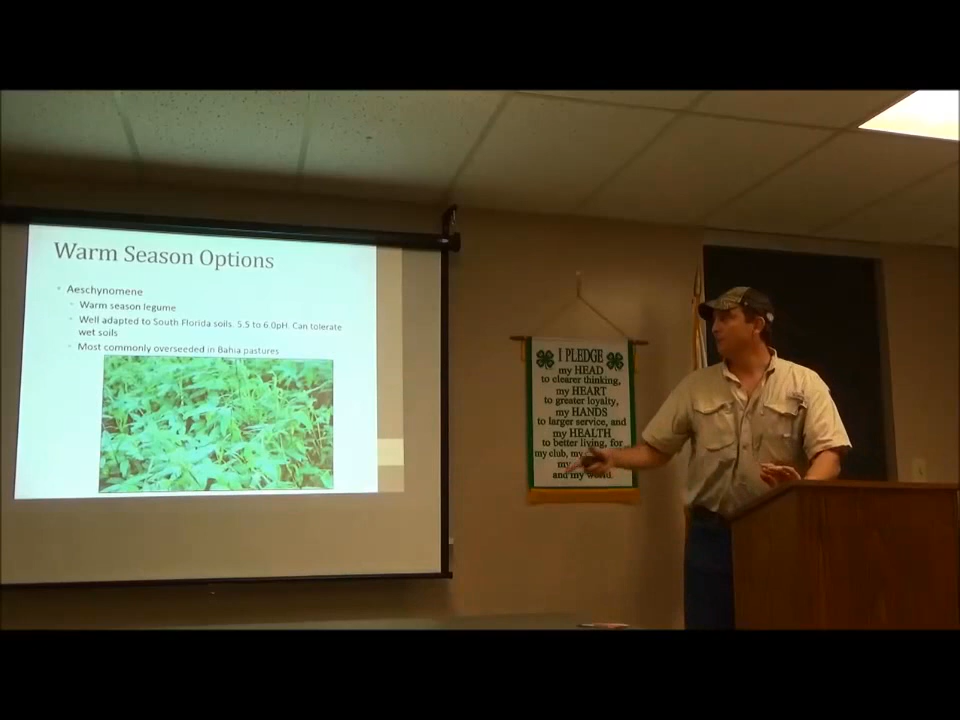 Warm Season Options
Aeschynomene
Warm season legume
Well adapted to South Florida soils. 5.5 to 6.0pH. Can tolerate
wet soils
Most commonly overseeded in Bahia pastures
I PLEDGE
my HEAD
to clearer thinking,
my HEART
to greater loyalty,
my HANDS
to larger service, and
my HEALTH
to better living, for
my club, my
my
and my world.